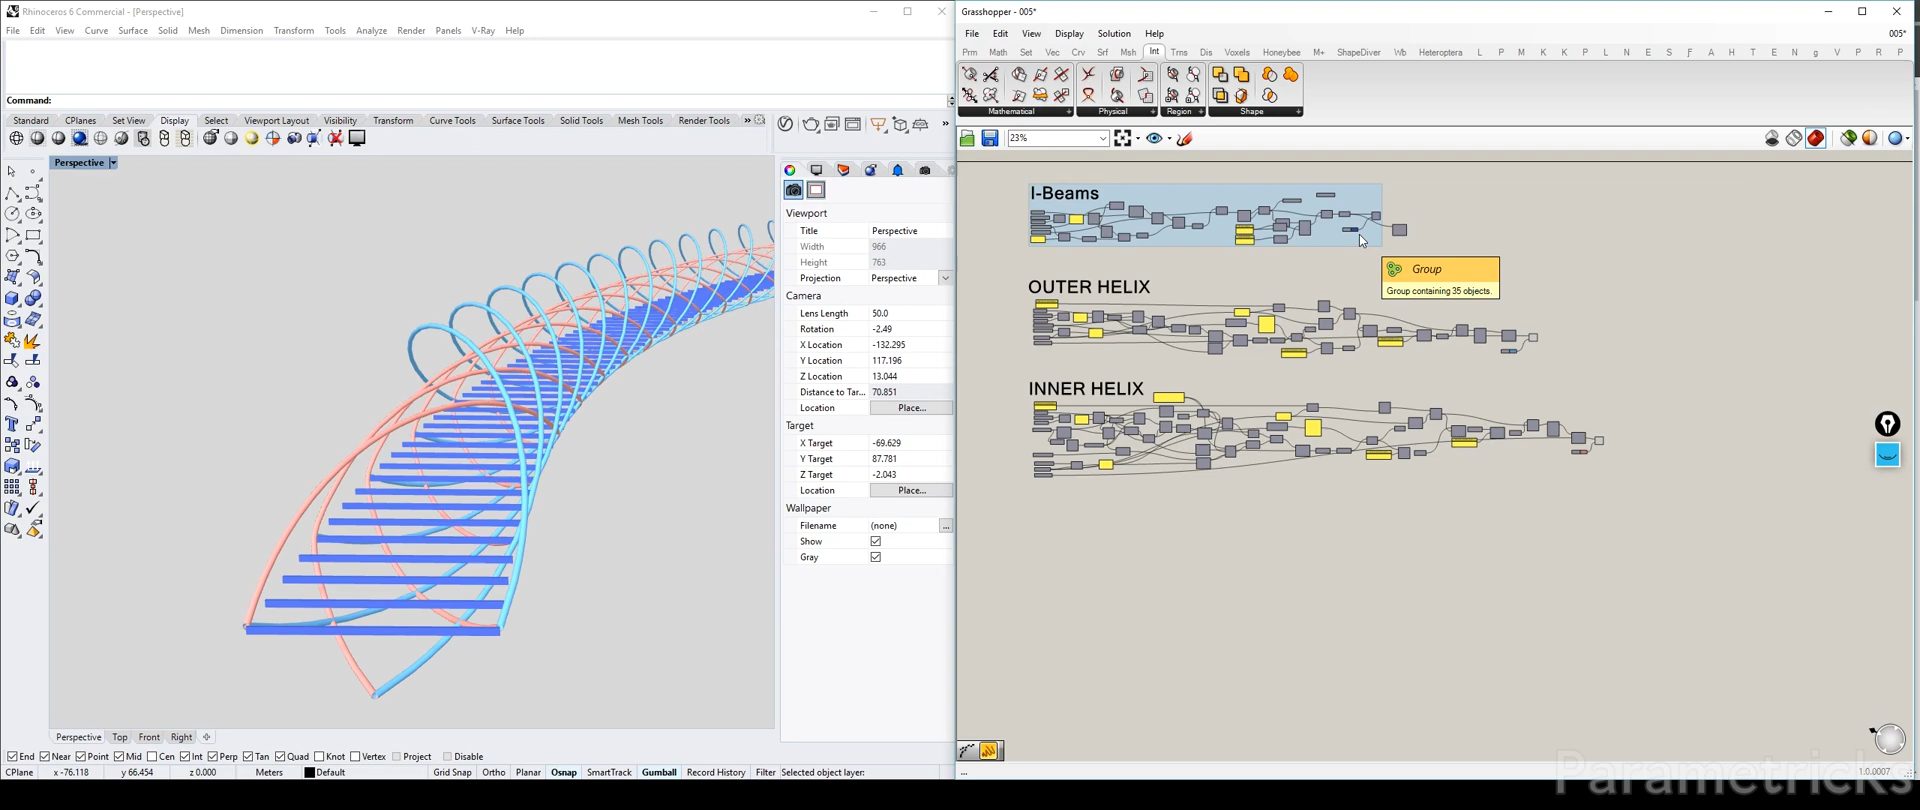 Rhinoceros 6 Commercial - [Perspective]
File Edit View Curve Surface Solid Mesh Dimension Transform Tools Analyze Render Panels V-Ray Help
Command:
Standard CPlanes Set View Display Select Viewport Layout Visibility Transform Curve Tools Surface Tools Solid Tools Mesh Tools Render Tools »
Perspective
Viewport
Title Perspective
Width 966
Height 763
Projection Perspective
Camera
Lens Length 50.0
Rotation -2.49
X Location -132.295
Y Location 117.196
Z Location 13.044
Distance to Tar... 70.851
Location Place...
Target
X Target -69.629
Y Target 87.781
Z Target -2.043
Location Place...
Wallpaper
Filename (none) ...
Show
Gray
Perspective Top Front Right
End Near Point Mid Cen Int Perp Tan Quad Knot Vertex Project Disable
CPlane x -76.118 y 66.454 z 0.000 Meters Default Grid Snap Ortho Planar Osnap SmartTrack Gumball Record History Filter Selected object layer:
Grasshopper - 005*
File Edit View Display Solution Help 005*
Prm Math Set Vec Crv Srf Msh Int Trns Dis Voxels Honeybee M+ ShapeDiver Wb Heteroptera L P M K K M E D K P L N E S F A H T E N g V P R P
Mathematical + Physical + Region + Shape +
23%
I-Beams
Group
Group containing 35 objects.
OUTER HELIX
INNER HELIX
...
1.0.0007
Parametricks